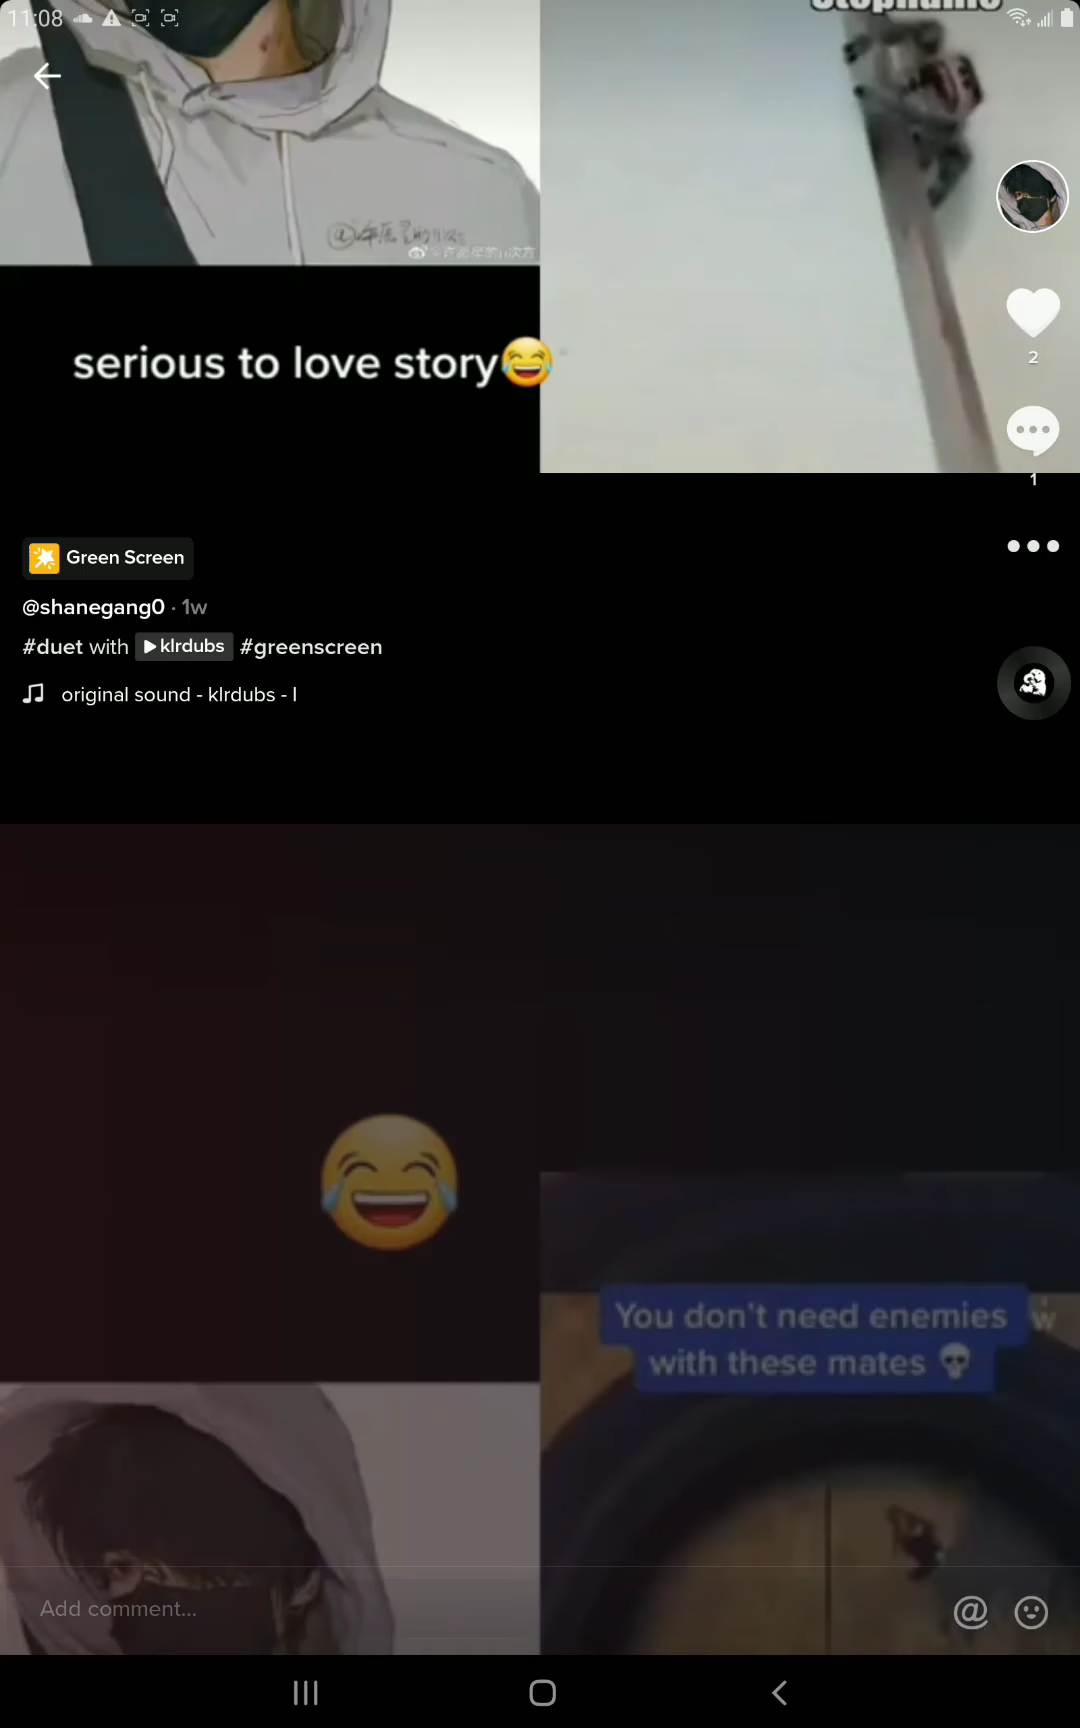 11:08
serious to love story😂
2
1
Green Screen
@shanegang0 · 1w
#duet with klrdubs #greenscreen
original sound - klrdubs - I
You don't need enemies
with these mates 💀
Add comment...